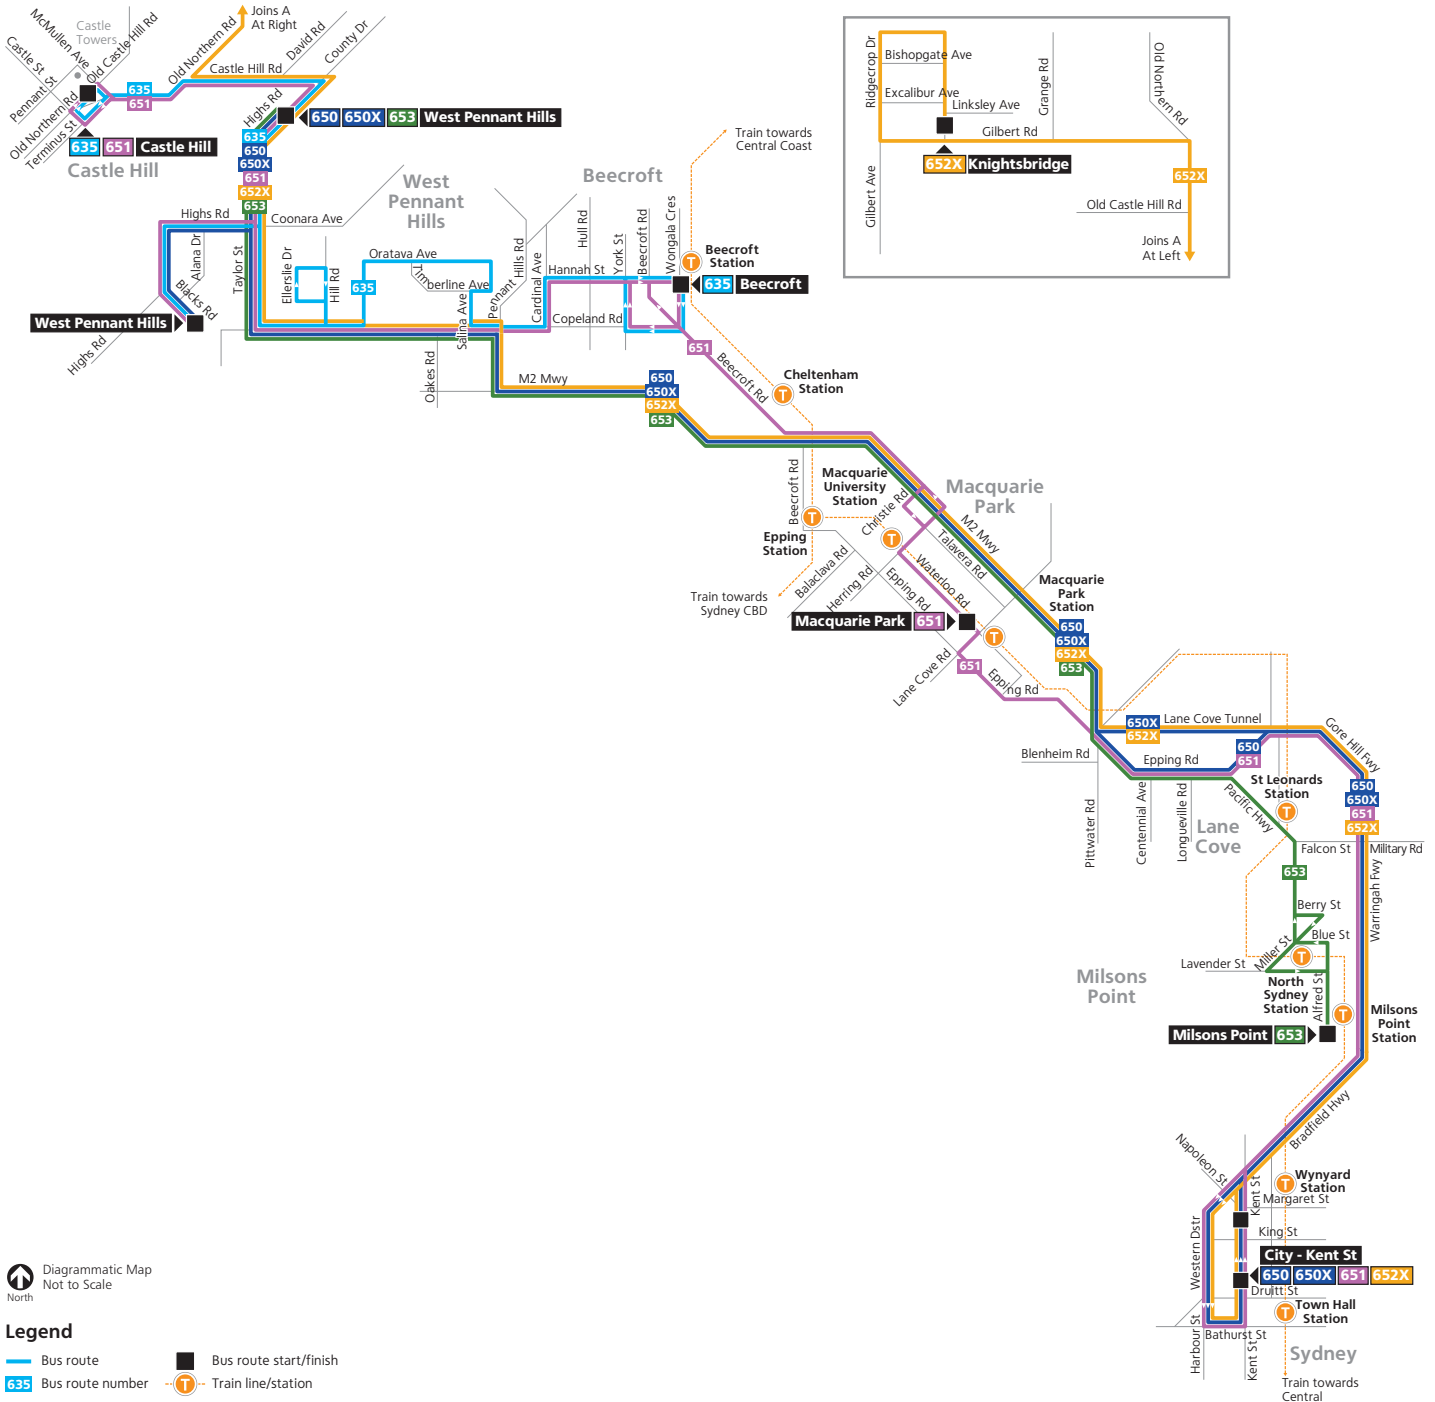 Joins A
At Right
Castle
Towers
McMullen Ave
Castle St
Pennant St
Old Castle Hill Rd
Old Northern Rd
Old Northern Rd
Terminus St
635
651
635 651 Castle Hill
Castle Hill
Castle Hill Rd
David Rd
County Dr
Highs Rd
650 650X 653 West Pennant Hills
635
650
650X
651
652X
653
Highs Rd
Coonara Ave
West
Pennant
Hills
Alana Dr
Taylor St
Blacks Rd
West Pennant Hills
Highs Rd
Ellerslie Dr
Hill Rd
635
Oratava Ave
Timberline Ave
Salina Ave
Pennant Hills Rd
Oakes Rd
M2 Mwy
Beecroft
Hull Rd
York St
Beecroft Rd
Wongala Cres
Cardinal Ave
Hannah St
Copeland Rd
Train towards
Central Coast
T
Beecroft
Station
635 Beecroft
651
Beecroft Rd
Cheltenham
Station
T
650
650X
652X
653
Ridgecrop Dr
Bishopgate Ave
Excalibur Ave
Linksley Ave
Grange Rd
Old Northern Rd
Gilbert Rd
652X Knightsbridge
652X
Gilbert Ave
Old Castle Hill Rd
Joins A
At Left
Beecroft Rd
Macquarie
University
Station
Christie Rd
Macquarie
Park
T
Epping
Station
T
M2 Mwy
Talavera Rd
Balaclava Rd
Herring Rd
Epping Rd
Waterloo Rd
Train towards
Sydney CBD
Macquarie Park 651
T
Macquarie
Park
Station
650
650X
652X
653
651
Lane Cove Rd
Epping Rd
650X
652X
Lane Cove Tunnel
Gore Hill Fwy
650
651
Blenheim Rd
Epping Rd
Pittwater Rd
Centennial Ave
Longueville Rd
Pacific Hwy
St Leonards
Station
T
Lane
Cove
650
650X
651
652X
Falcon St
Military Rd
653
Warringah Fwy
Berry St
Blue St
Miller St
Lavender St
T
North
Sydney
Station
Alfred St
Milsons
Point
T
Milsons
Point
Station
Milsons Point 653
Bradfield Hwy
Napoleon St
Kent St
T
Wynyard
Station
Margaret St
King St
Western Dstr
City - Kent St
650 650X 651 652X
Druitt St
T
Town Hall
Station
Harbour St
Bathurst St
Kent St
Sydney
Train towards
Central
Diagrammatic Map
Not to Scale
North
Legend
Bus route
Bus route start/finish
635 Bus route number
T Train line/station